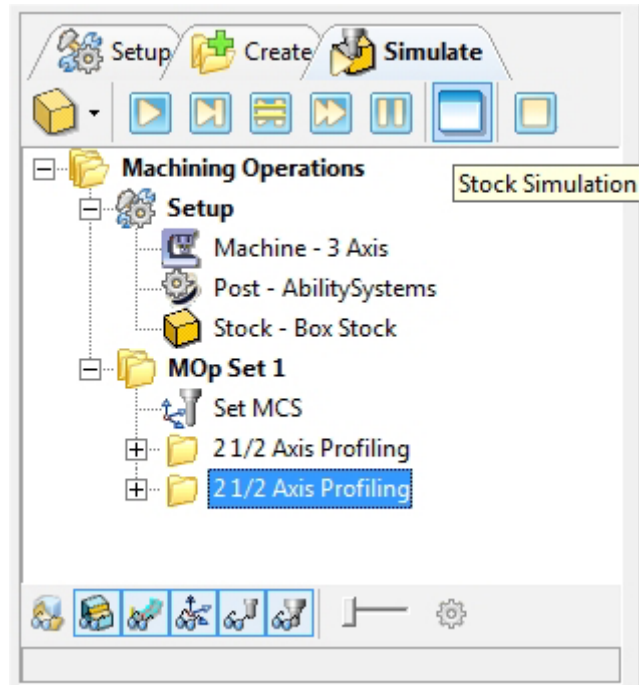 Setup Create Simulate
Machining Operations
Stock Simulation
Setup
Machine - 3 Axis
Post - AbilitySystems
Stock - Box Stock
MOp Set 1
Set MCS
2 1/2 Axis Profiling
2 1/2 Axis Profiling